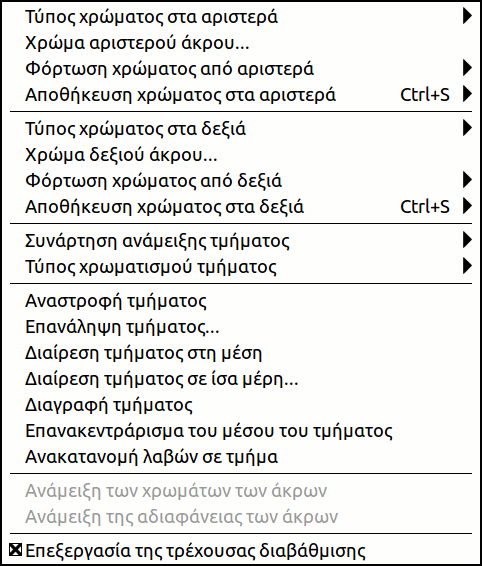 Τύπος χρώματος στα αριστερά
Χρώμα αριστερού άκρου...
Φόρτωση χρώματος από αριστερά
Αποθήκευση χρώματος στα αριστερά Ctrl+S
Τύπος χρώματος στα δεξιά
Χρώμα δεξιού άκρου...
Φόρτωση χρώματος από δεξιά
Αποθήκευση χρώματος στα δεξιά Ctrl+S
Συνάρτηση ανάμειξης τμήματος
Τύπος χρωματισμού τμήματος
Αναστροφή τμήματος
Επανάληψη τμήματος...
Διαίρεση τμήματος στη μέση
Διαίρεση τμήματος σε ίσα μέρη...
Διαγραφή τμήματος
Επανακεντράρισμα του μέσου του τμήματος
Ανακατανομή λαβών σε τμήμα
Ανάμειξη των χρωμάτων των άκρων
Ανάμειξη της αδιαφάνειας των άκρων
Επεξεργασία της τρέχουσας διαβάθμισης